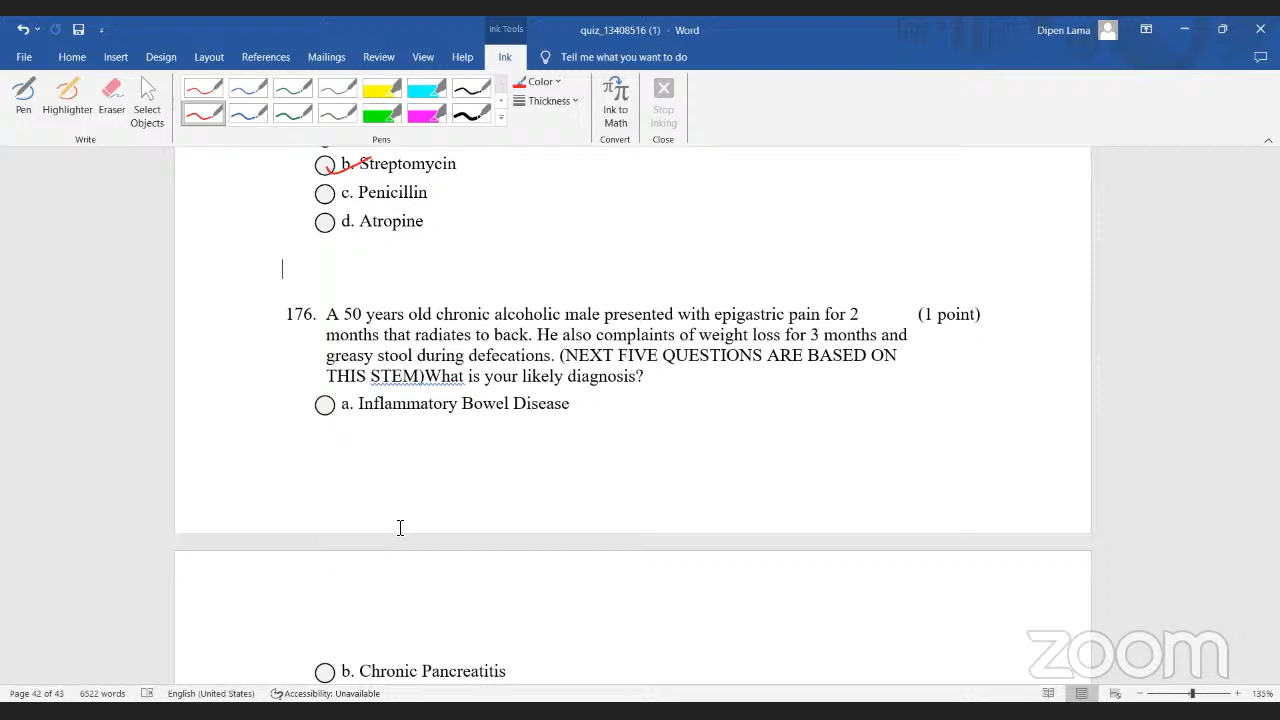 Ink Tools
quiz_13408516 (1) - Word
Dipen Lama
File Home Insert Design Layout References Mailings Review View Help Ink Tell me what you want to do
Pen Highlighter Eraser Select Objects
Color
Thickness
Ink to Math
Stop Inking
Write Pens Convert Close
b. Streptomycin
c. Penicillin
d. Atropine
176. A 50 years old chronic alcoholic male presented with epigastric pain for 2 (1 point)
months that radiates to back. He also complaints of weight loss for 3 months and
greasy stool during defecations. (NEXT FIVE QUESTIONS ARE BASED ON
THIS STEM)What is your likely diagnosis?
a. Inflammatory Bowel Disease
b. Chronic Pancreatitis
zoom
Page 42 of 43 6522 words English (United States) Accessibility: Unavailable 135%